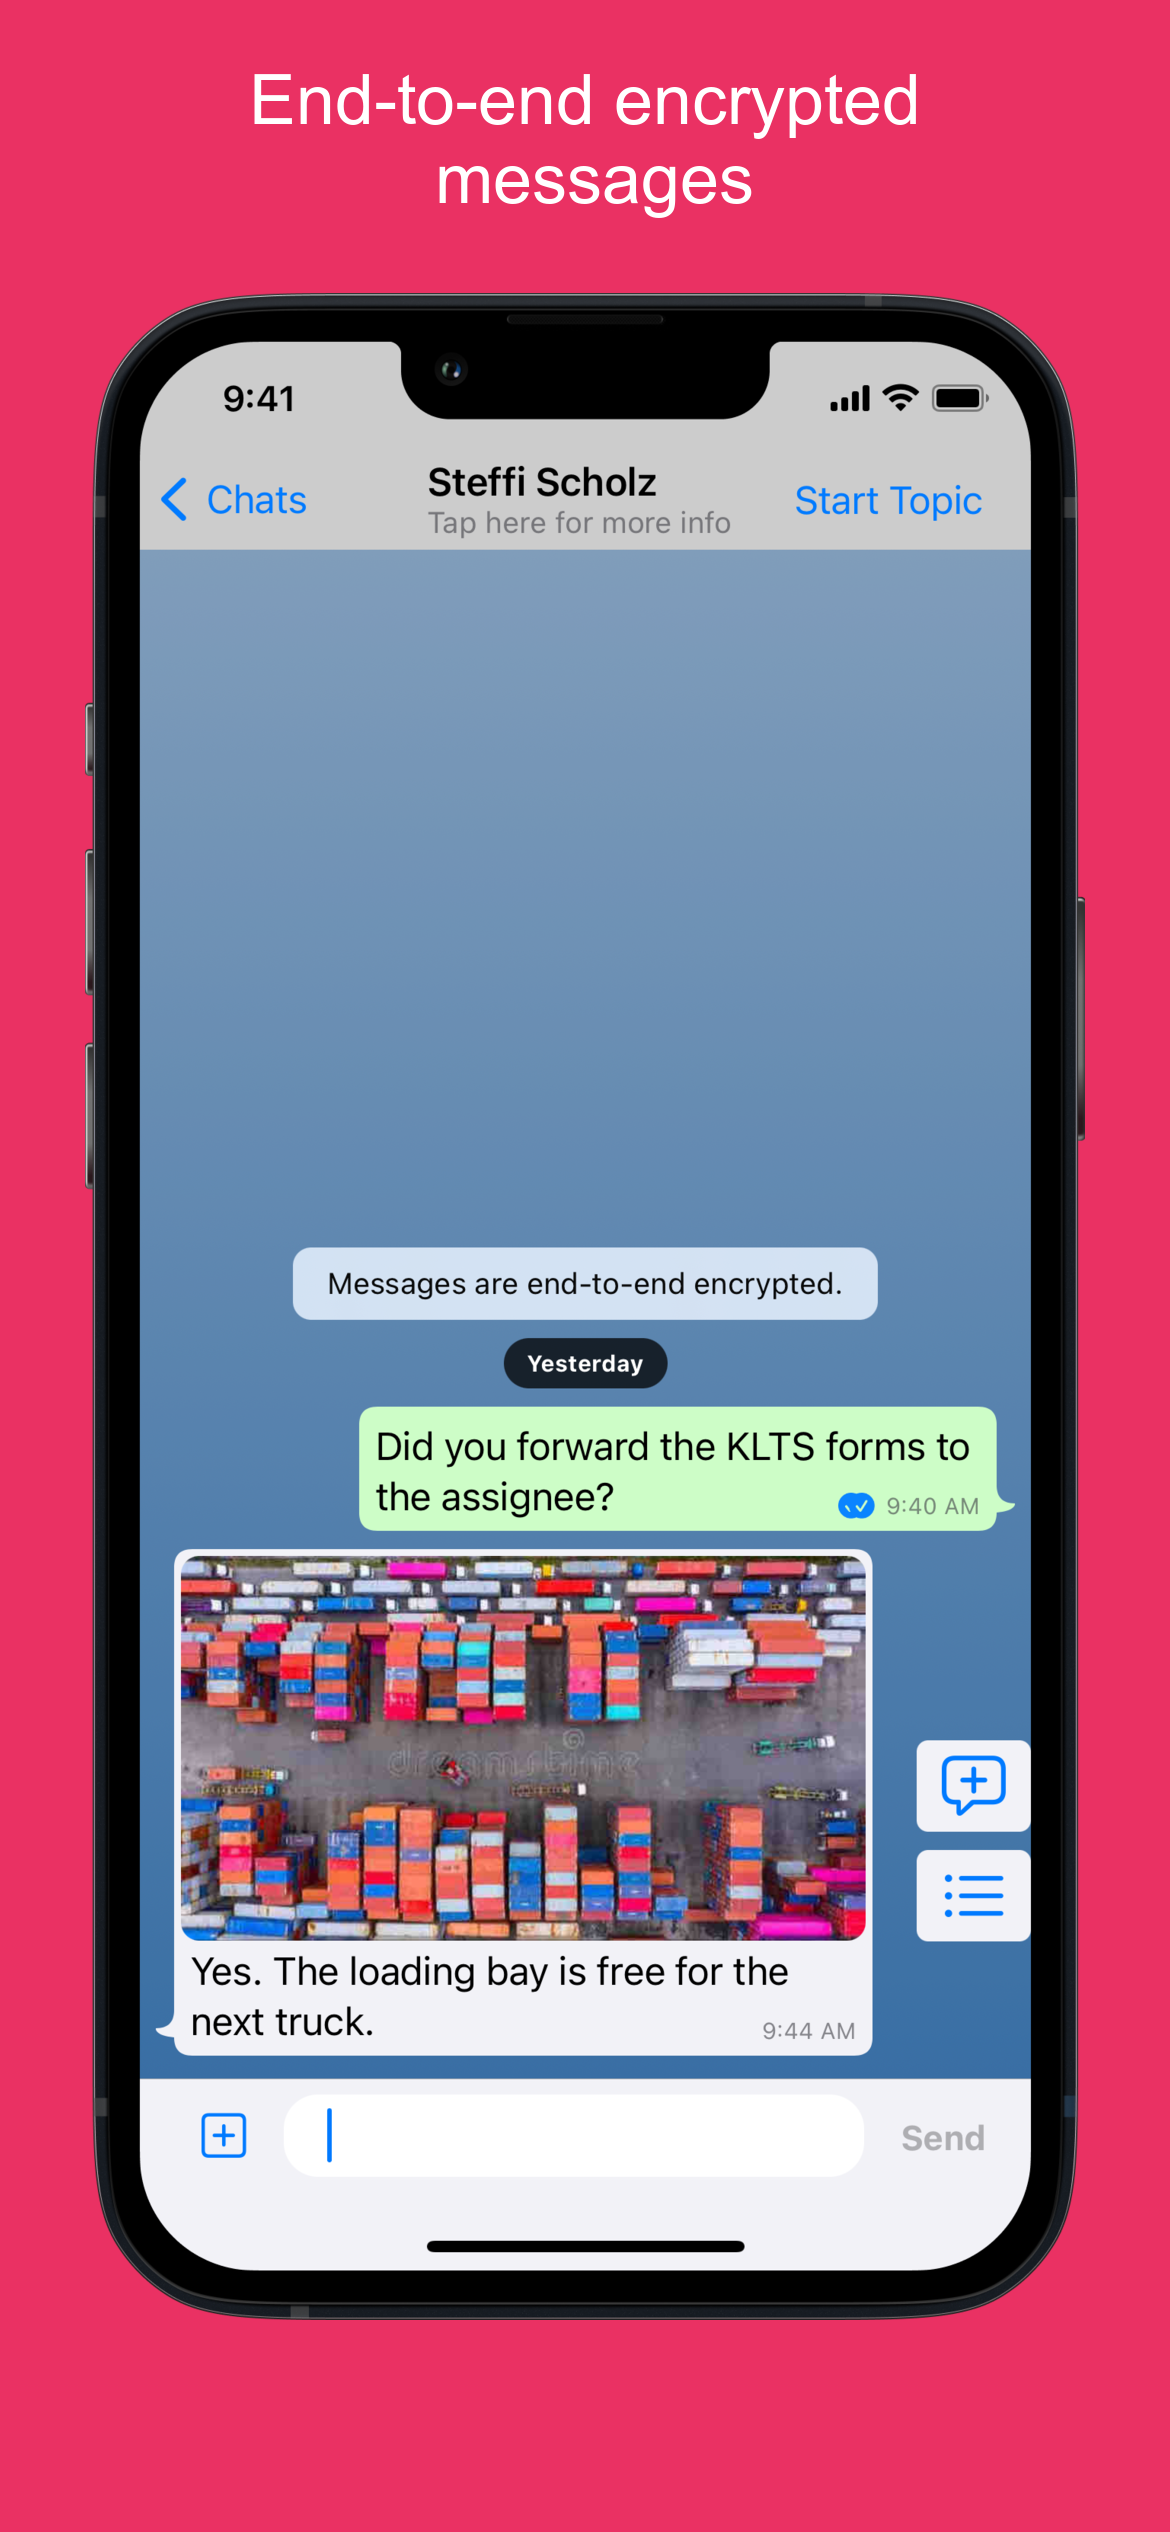 End-to-end encrypted
messages
9:41
Chats
Steffi Scholz
Start Topic
Tap here for more info
Messages are end-to-end encrypted.
Yesterday
Did you forward the KLTS forms to
the assignee?
9:40 AM
dreamstime
Yes. The loading bay is free for the
next truck.
9:44 AM
Send